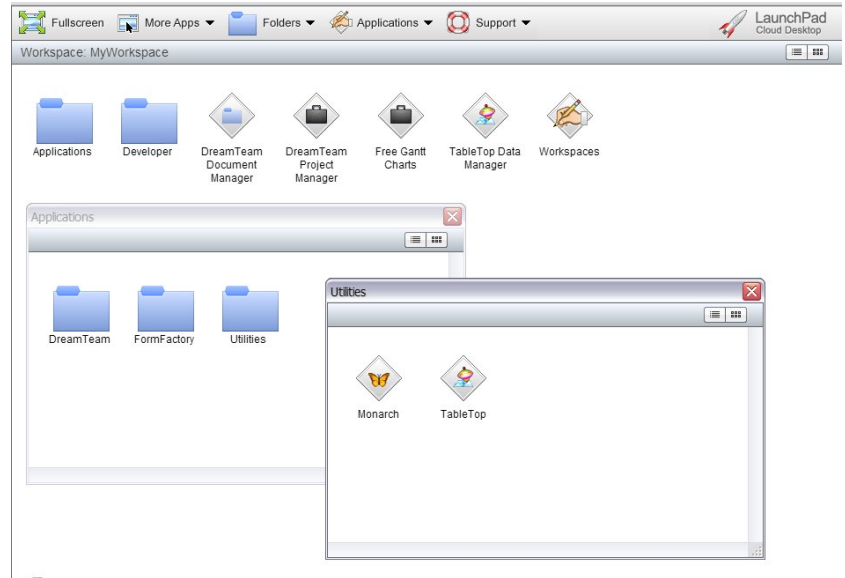 Fullscreen More Apps Folders Applications Support LaunchPad
Cloud Desktop
Workspace: MyWorkspace
Applications Developer DreamTeam DreamTeam Free Gantt TableTop Data Workspaces
Document Project Charts Manager
Manager Manager
Applications
DreamTeam FormFactory Utilities
Utilities
Monarch TableTop